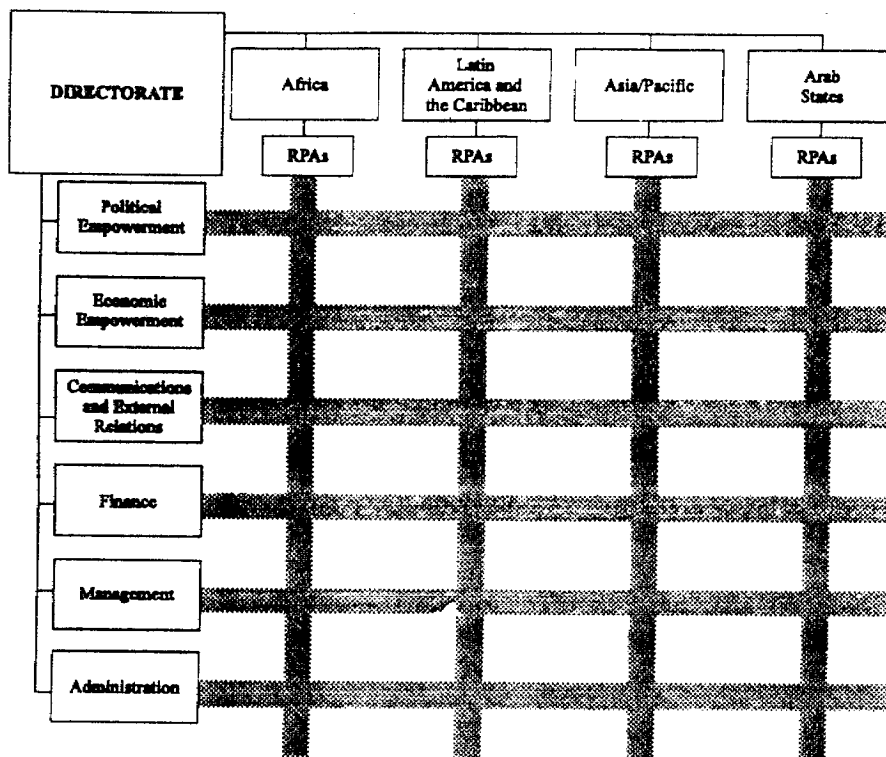 DIRECTORATE
Africa
Latin
America and
the Caribbean
Asia/Pacific
Arab
States
RPAs
RPAs
RPAs
RPAs
Political
Empowerment
Economic
Empowerment
Communications
and External
Relations
Finance
Management
Administration